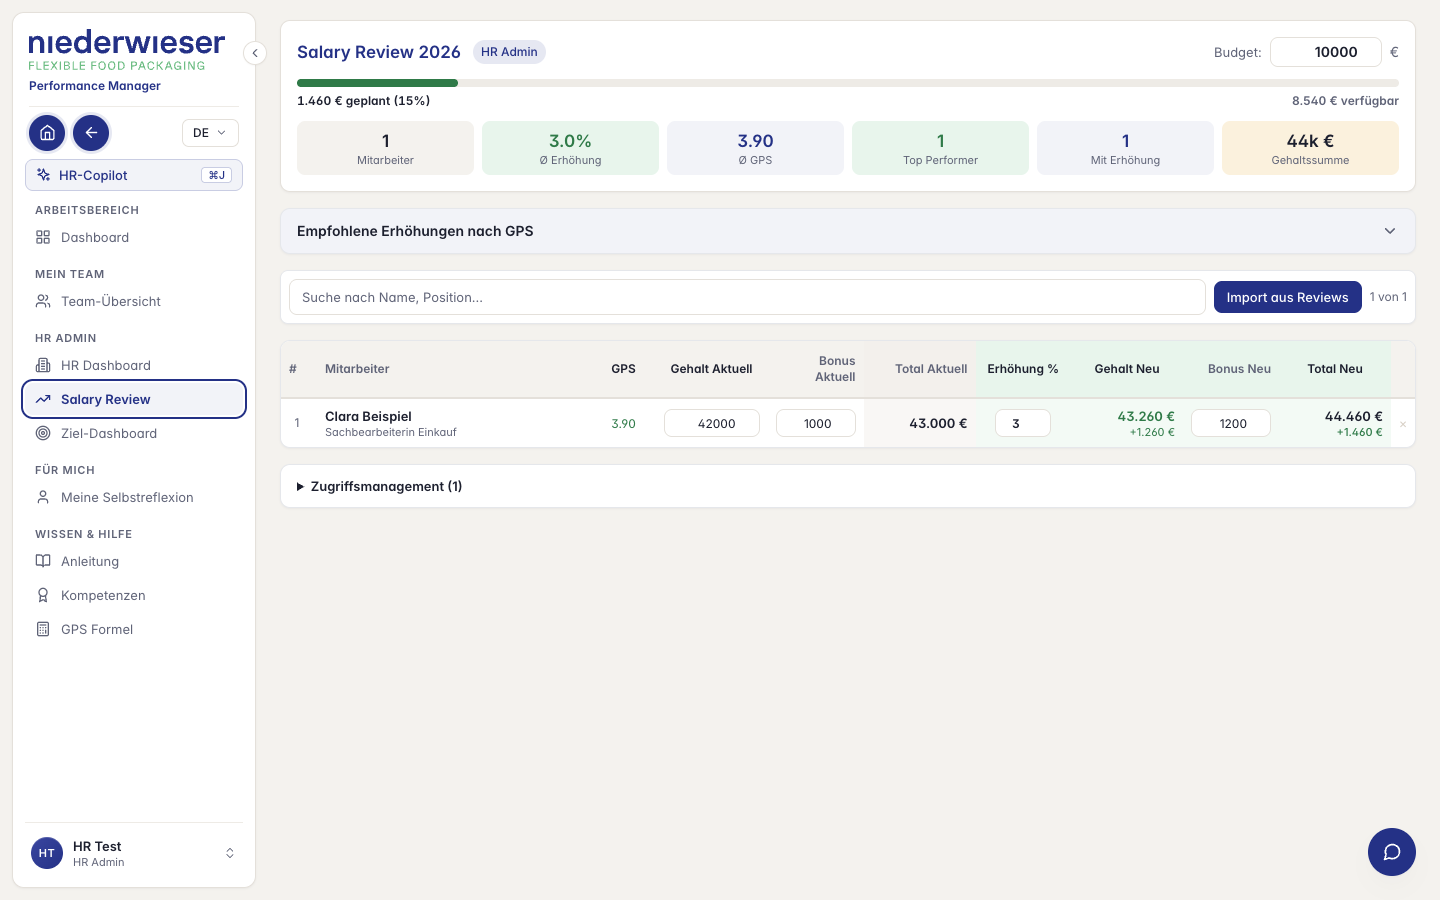 niederwieser
FLEXIBLE FOOD PACKAGING
Performance Manager
DE
HR-Copilot
⌘J
ARBEITSBEREICH
Dashboard
MEIN TEAM
Team-Übersicht
HR ADMIN
HR Dashboard
Salary Review
Ziel-Dashboard
FÜR MICH
Meine Selbstreflexion
WISSEN & HILFE
Anleitung
Kompetenzen
GPS Formel
HT
HR Test
HR Admin
Salary Review 2026
HR Admin
Budget: 10000 €
1.460 € geplant (15%)
8.540 € verfügbar
1
Mitarbeiter
3.0%
Ø Erhöhung
3.90
Ø GPS
1
Top Performer
1
Mit Erhöhung
44k €
Gehaltssumme
Empfohlene Erhöhungen nach GPS
Suche nach Name, Position...
Import aus Reviews
1 von 1
# Mitarbeiter GPS Gehalt Aktuell Bonus Aktuell Total Aktuell Erhöhung % Gehalt Neu Bonus Neu Total Neu
1 Clara Beispiel 3.90 42000 1000 43.000 € 3 43.260 € 1200 44.460 € ×
Sachbearbeiterin Einkauf +1.260 € +1.460 €
Zugriffsmanagement (1)